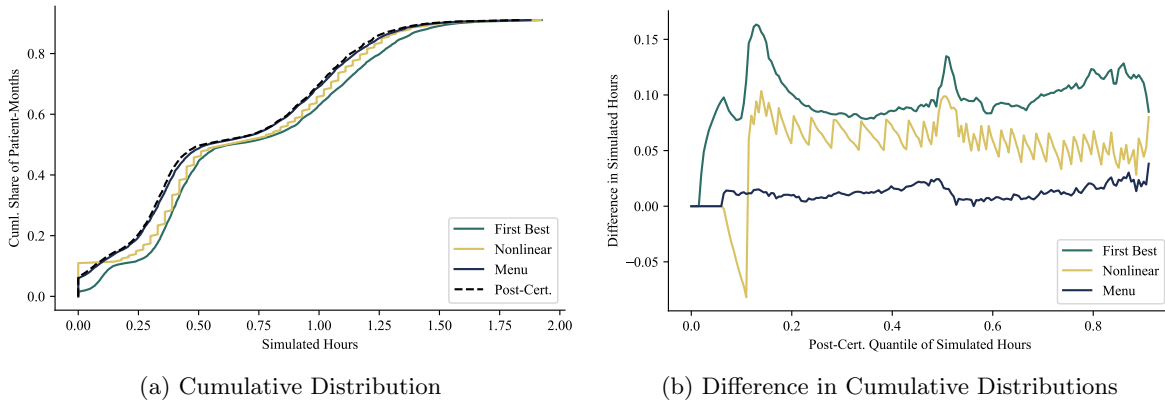 Cuml. Share of Patient-Months
0.8
0.6
0.4
0.2
0.0
0.00 0.25 0.50 0.75 1.00 1.25 1.50 1.75 2.00
Simulated Hours
First Best
Nonlinear
Menu
Post-Cert.
(a) Cumulative Distribution
Difference in Simulated Hours
0.15
0.10
0.05
0.00
−0.05
0.0 0.2 0.4 0.6 0.8
Post-Cert. Quantile of Simulated Hours
First Best
Nonlinear
Menu
(b) Difference in Cumulative Distributions